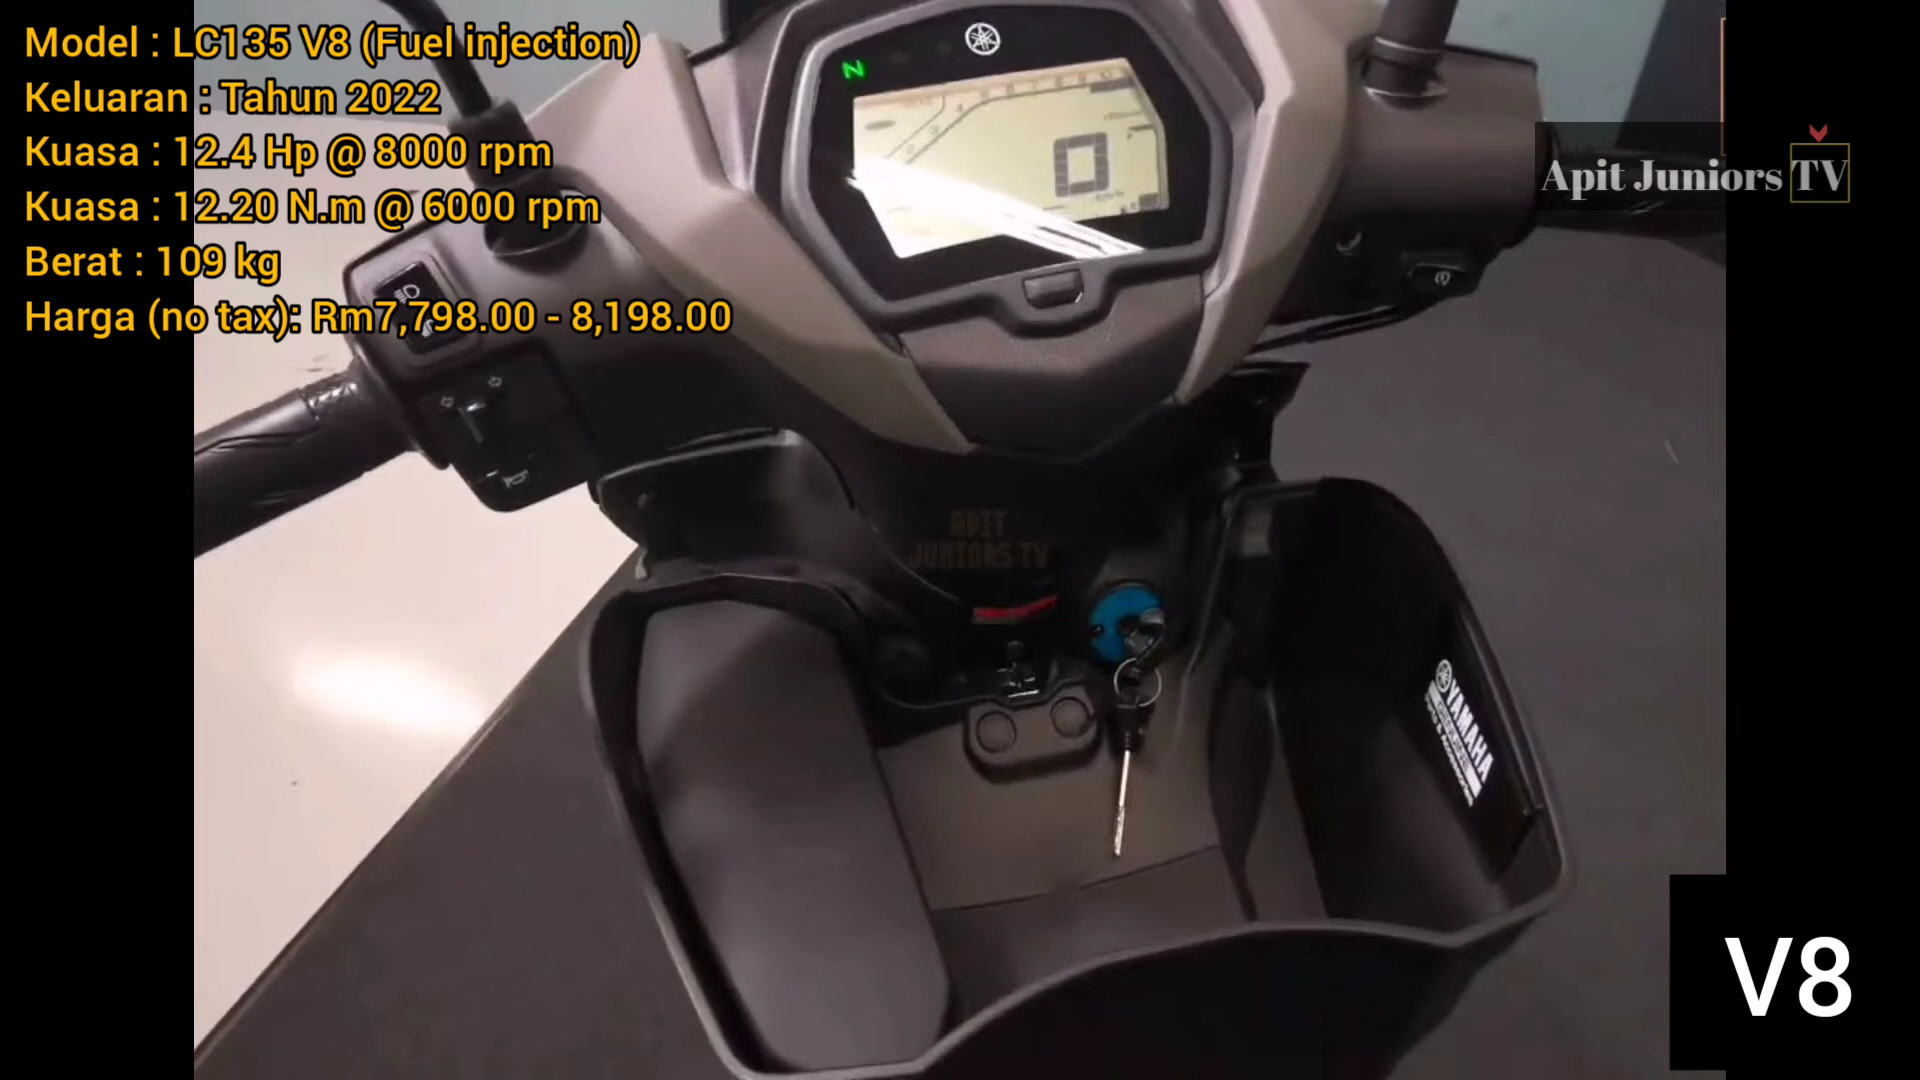 Model : LC135 V8 (Fuel injection)
Keluaran : Tahun 2022
Kuasa : 12.4 Hp @ 8000 rpm
Kuasa : 12.20 N.m @ 6000 rpm
Berat : 109 kg
Harga (no tax): Rm7,798.00 - 8,198.00
N
0
Apit Juniors TV
APIT
JUNIORS TV
YAMAHA
V8